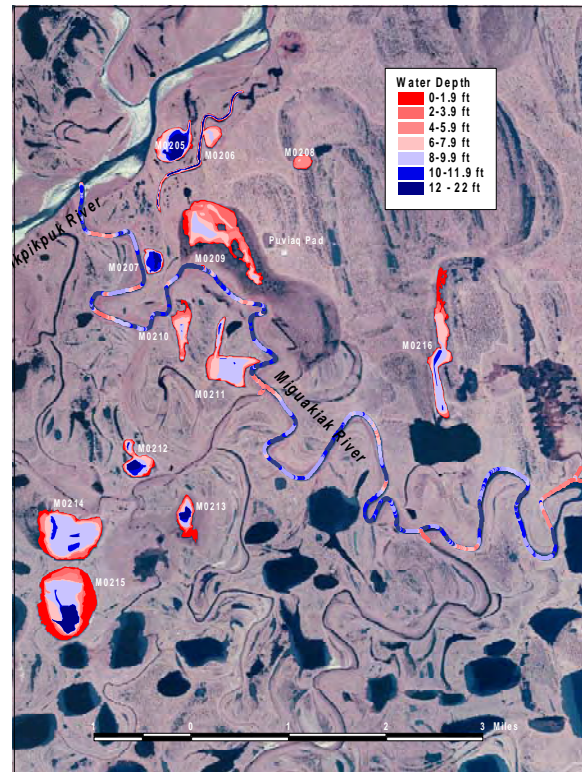 Water Depth
0-1.9 ft
2-3.9 ft
4-5.9 ft
6-7.9 ft
8-9.9 ft
10-11.9 ft
12 - 22 ft
M0205
M0206
M0208
kpikpuk River
Puviaq Pad
M0207
M0209
M0210
M0216
M0211
Miguakiak River
M0212
M0214
M0213
M0215
1 0 1 2 3 Miles